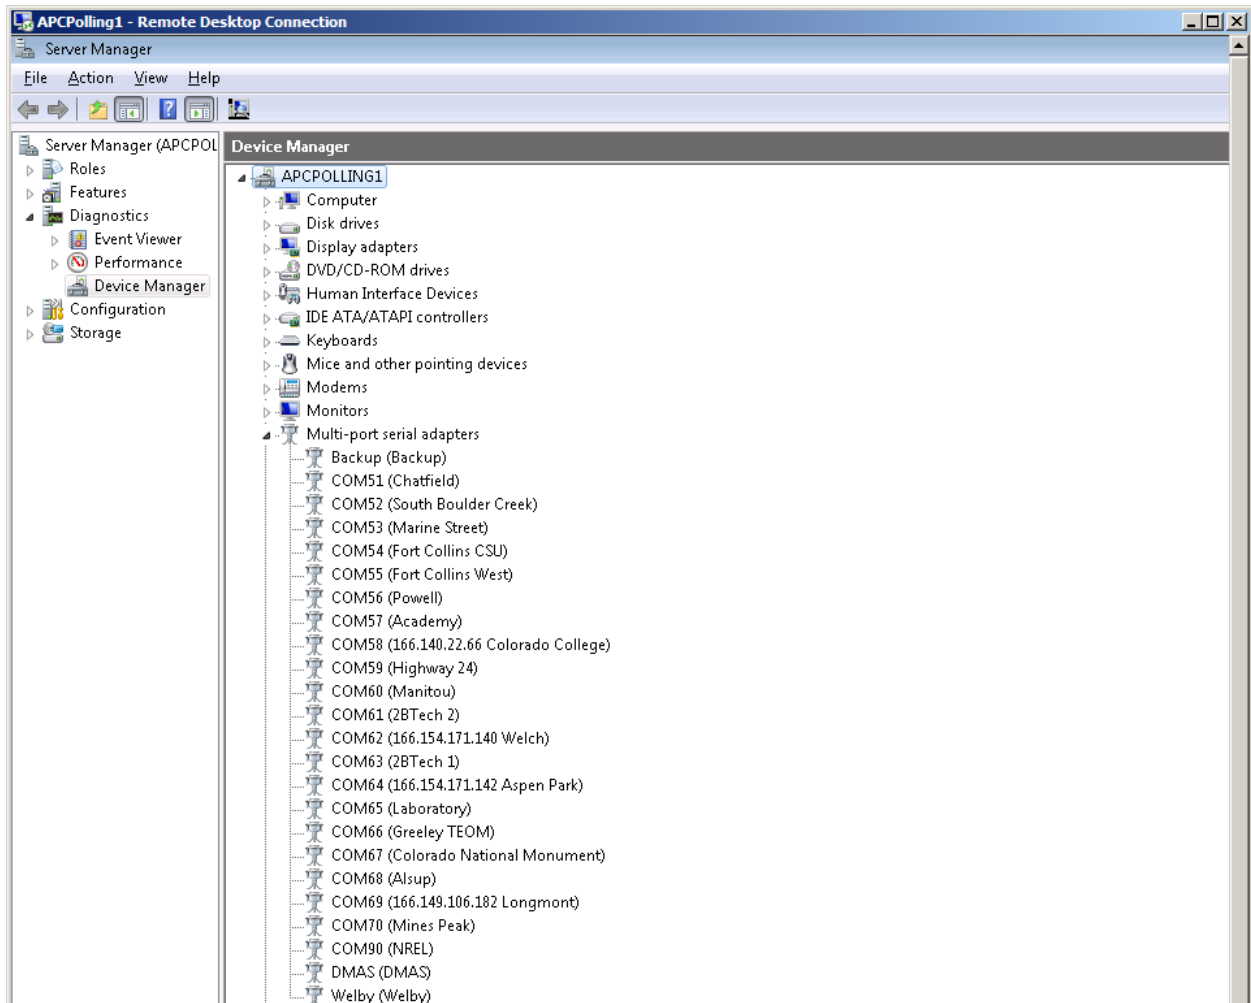 APCPolling1 - Remote Desktop Connection
Server Manager
File Action View Help
Server Manager (APCPOL
Roles
Features
Diagnostics
Event Viewer
Performance
Device Manager
Configuration
Storage
Device Manager
APCPOLLING1
Computer
Disk drives
Display adapters
DVD/CD-ROM drives
Human Interface Devices
IDE ATA/ATAPI controllers
Keyboards
Mice and other pointing devices
Modems
Monitors
Multi-port serial adapters
Backup (Backup)
COM51 (Chatfield)
COM52 (South Boulder Creek)
COM53 (Marine Street)
COM54 (Fort Collins CSU)
COM55 (Fort Collins West)
COM56 (Powell)
COM57 (Academy)
COM58 (166.140.22.66 Colorado College)
COM59 (Highway 24)
COM60 (Manitou)
COM61 (2BTech 2)
COM62 (166.154.171.140 Welch)
COM63 (2BTech 1)
COM64 (166.154.171.142 Aspen Park)
COM65 (Laboratory)
COM66 (Greeley TEOM)
COM67 (Colorado National Monument)
COM68 (Alsup)
COM69 (166.149.106.182 Longmont)
COM70 (Mines Peak)
COM90 (NREL)
DMAS (DMAS)
Welby (Welby)